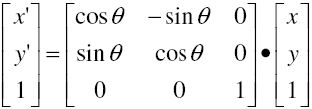 [x'] [cos θ -sin θ 0] [x]
[y'] = [sin θ cos θ 0] • [y]
[1] [0 0 1] [1]